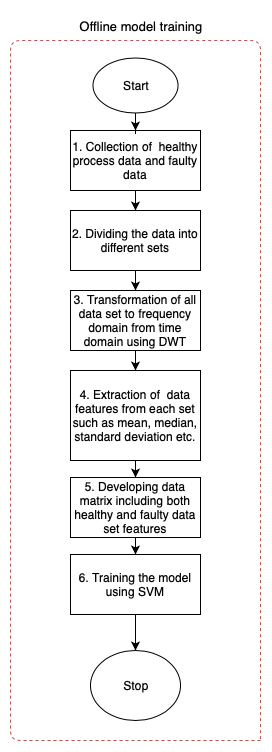 Offline model training
Start
1. Collection of healthy
process data and faulty
data
2. Dividing the data into
different sets
3. Transformation of all
data set to frequency
domain from time
domain using DWT
4. Extraction of data
features from each set
such as mean, median,
standard deviation etc.
5. Developing data
matrix including both
healthy and faulty data
set features
6. Training the model
using SVM
Stop